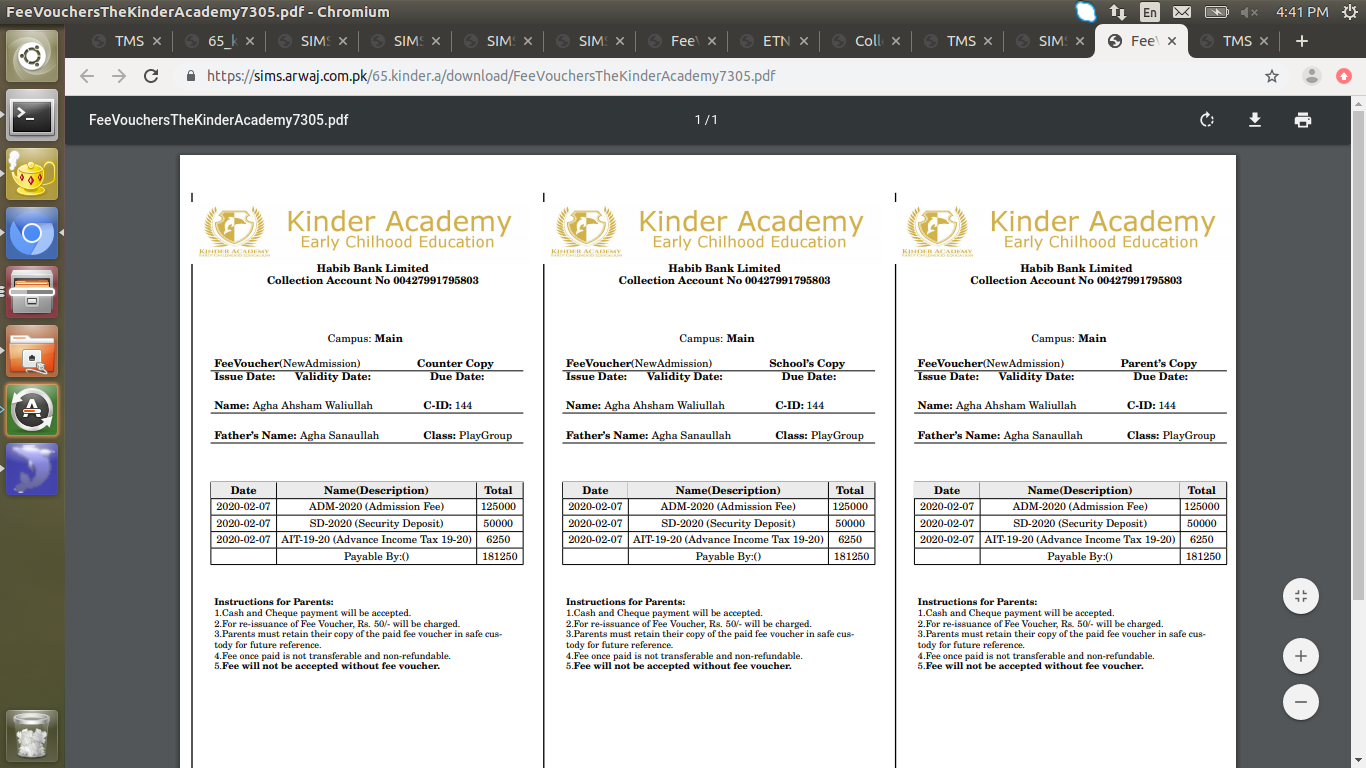 FeeVouchersTheKinderAcademy7305.pdf - Chromium
En
4:41 PM
TMS
65_k
SIMS
SIMS
SIMS
SIMS
FeeV
ETN
Coll
TMS
SIMS
FeeV
TMS
https://sims.arwaj.com.pk/65.kinder.a/download/FeeVouchersTheKinderAcademy7305.pdf
FeeVouchersTheKinderAcademy7305.pdf
1 / 1
KINDER ACADEMY
EARLY CHILDHOOD EDUCATION
Kinder Academy
Early Chilhood Education
Habib Bank Limited
Collection Account No 00427991795803
Campus: Main
FeeVoucher(NewAdmission) Counter Copy
Issue Date: Validity Date: Due Date:
Name: Agha Ahsham Waliullah C-ID: 144
Father's Name: Agha Sanaullah Class: PlayGroup
Date Name(Description) Total
2020-02-07 ADM-2020 (Admission Fee) 125000
2020-02-07 SD-2020 (Security Deposit) 50000
2020-02-07 AIT-19-20 (Advance Income Tax 19-20) 6250
Payable By:() 181250
Instructions for Parents:
1.Cash and Cheque payment will be accepted.
2.For re-issuance of Fee Voucher, Rs. 50/- will be charged.
3.Parents must retain their copy of the paid fee voucher in safe cus-
tody for future reference.
4.Fee once paid is not transferable and non-refundable.
5.Fee will not be accepted without fee voucher.
KINDER ACADEMY
EARLY CHILDHOOD EDUCATION
Kinder Academy
Early Chilhood Education
Habib Bank Limited
Collection Account No 00427991795803
Campus: Main
FeeVoucher(NewAdmission) School's Copy
Issue Date: Validity Date: Due Date:
Name: Agha Ahsham Waliullah C-ID: 144
Father's Name: Agha Sanaullah Class: PlayGroup
Date Name(Description) Total
2020-02-07 ADM-2020 (Admission Fee) 125000
2020-02-07 SD-2020 (Security Deposit) 50000
2020-02-07 AIT-19-20 (Advance Income Tax 19-20) 6250
Payable By:() 181250
Instructions for Parents:
1.Cash and Cheque payment will be accepted.
2.For re-issuance of Fee Voucher, Rs. 50/- will be charged.
3.Parents must retain their copy of the paid fee voucher in safe cus-
tody for future reference.
4.Fee once paid is not transferable and non-refundable.
5.Fee will not be accepted without fee voucher.
KINDER ACADEMY
EARLY CHILDHOOD EDUCATION
Kinder Academy
Early Chilhood Education
Habib Bank Limited
Collection Account No 00427991795803
Campus: Main
FeeVoucher(NewAdmission) Parent's Copy
Issue Date: Validity Date: Due Date:
Name: Agha Ahsham Waliullah C-ID: 144
Father's Name: Agha Sanaullah Class: PlayGroup
Date Name(Description) Total
2020-02-07 ADM-2020 (Admission Fee) 125000
2020-02-07 SD-2020 (Security Deposit) 50000
2020-02-07 AIT-19-20 (Advance Income Tax 19-20) 6250
Payable By:() 181250
Instructions for Parents:
1.Cash and Cheque payment will be accepted.
2.For re-issuance of Fee Voucher, Rs. 50/- will be charged.
3.Parents must retain their copy of the paid fee voucher in safe cus-
tody for future reference.
4.Fee once paid is not transferable and non-refundable.
5.Fee will not be accepted without fee voucher.